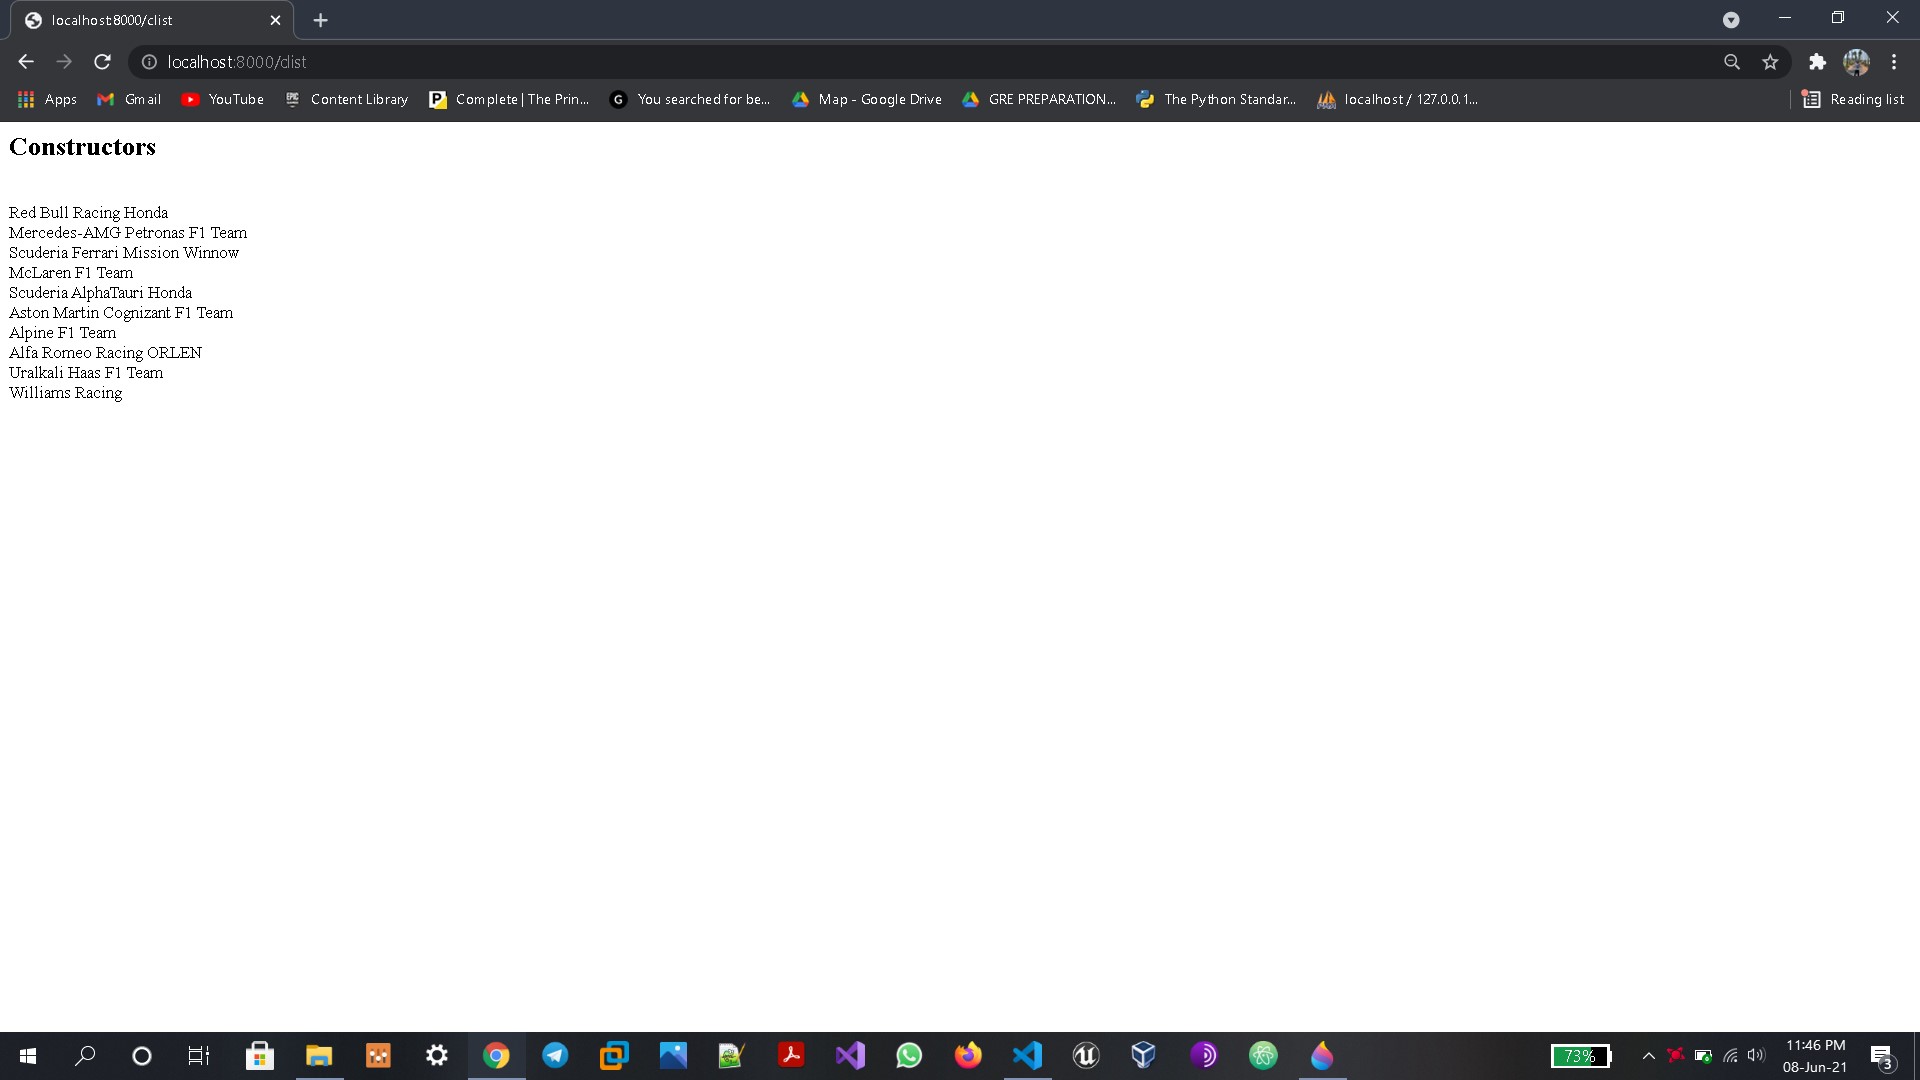 localhost:8000/clist
localhost:8000/clist
Apps
Gmail
YouTube
EPIC
Content Library
Complete | The Prin...
G
You searched for be...
Map - Google Drive
GRE PREPARATION...
The Python Standar...
localhost / 127.0.0.1...
Reading list
Constructors
Red Bull Racing Honda
Mercedes-AMG Petronas F1 Team
Scuderia Ferrari Mission Winnow
McLaren F1 Team
Scuderia AlphaTauri Honda
Aston Martin Cognizant F1 Team
Alpine F1 Team
Alfa Romeo Racing ORLEN
Uralkali Haas F1 Team
Williams Racing
73%
11:46 PM
08-Jun-21
3